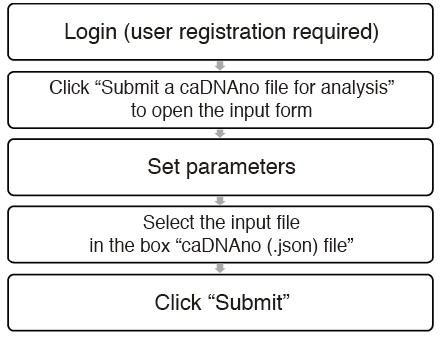 Login (user registration required)
Click “Submit a caDNAno file for analysis”
to open the input form
Set parameters
Select the input file
in the box “caDNAno (.json) file”
Click “Submit”